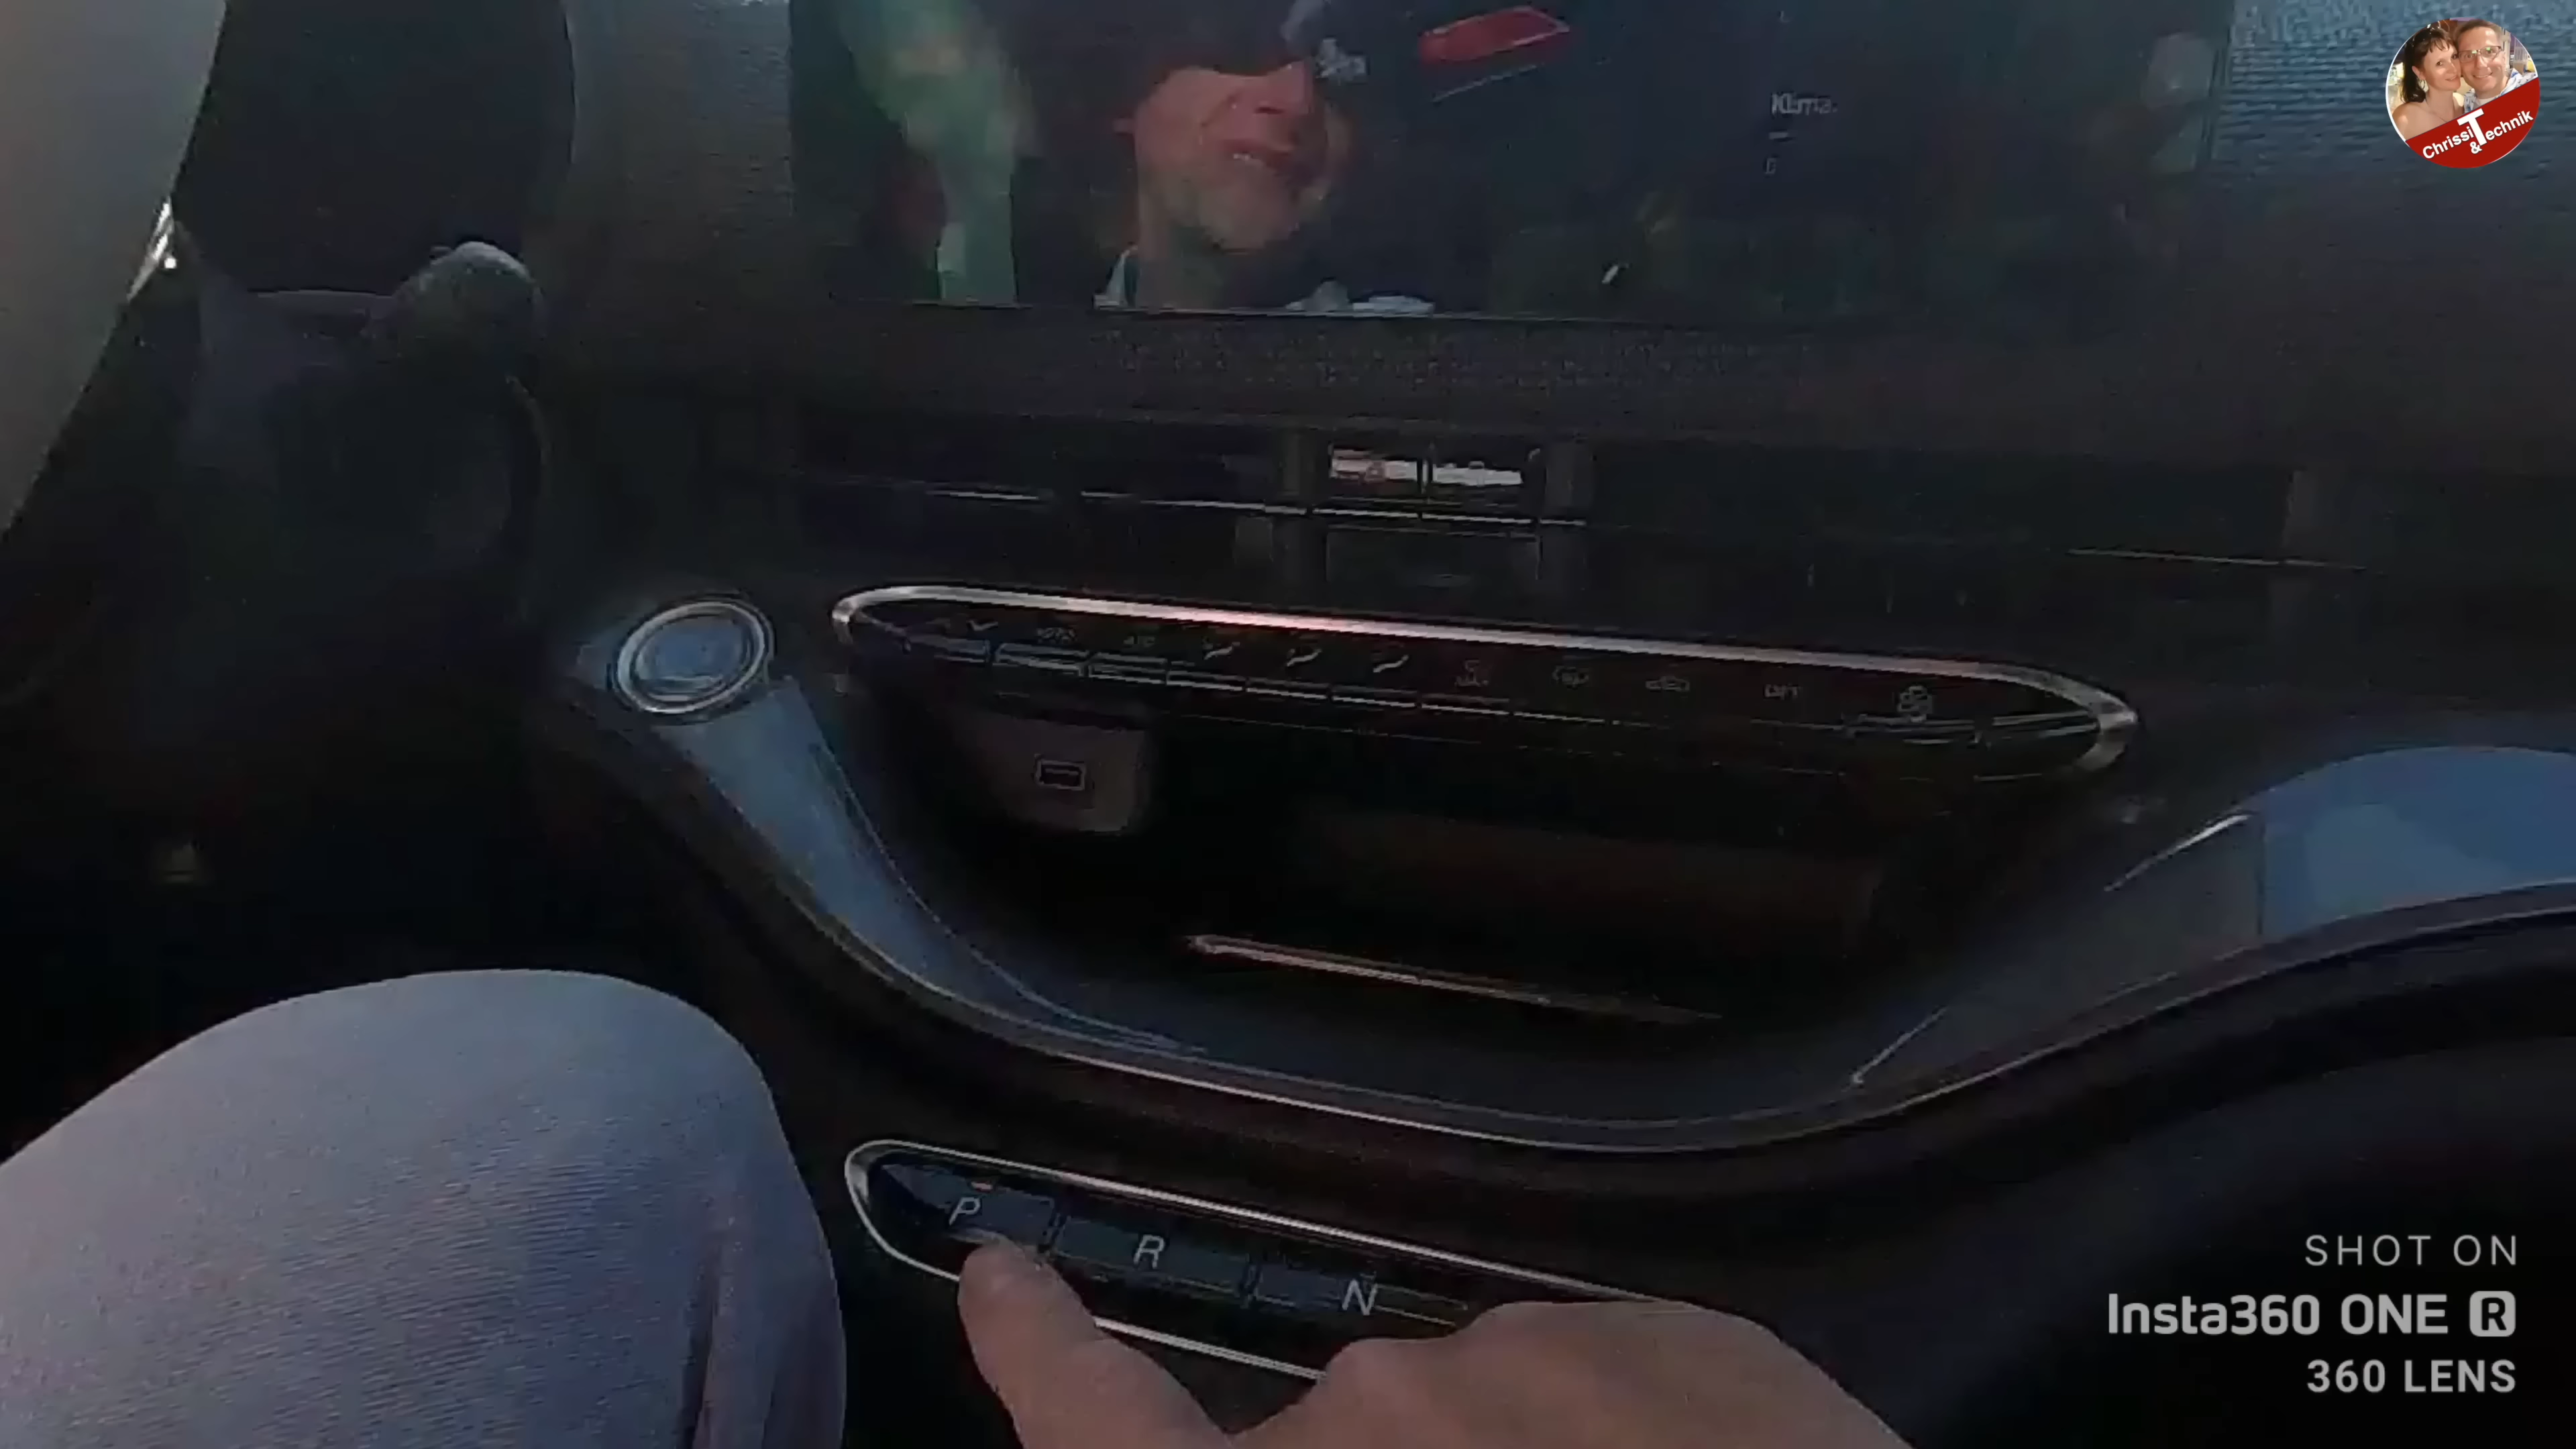 Chrissi
&Technik
Klima
P
R
N
SHOT ON
Insta360 ONE R
360 LENS